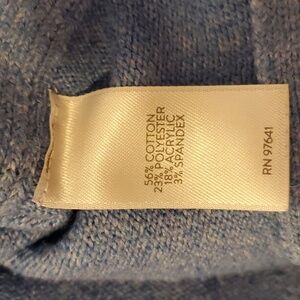 56% COTTON
23% POLYESTER
18% ACRYLIC
3% SPANDEX
RN 97641